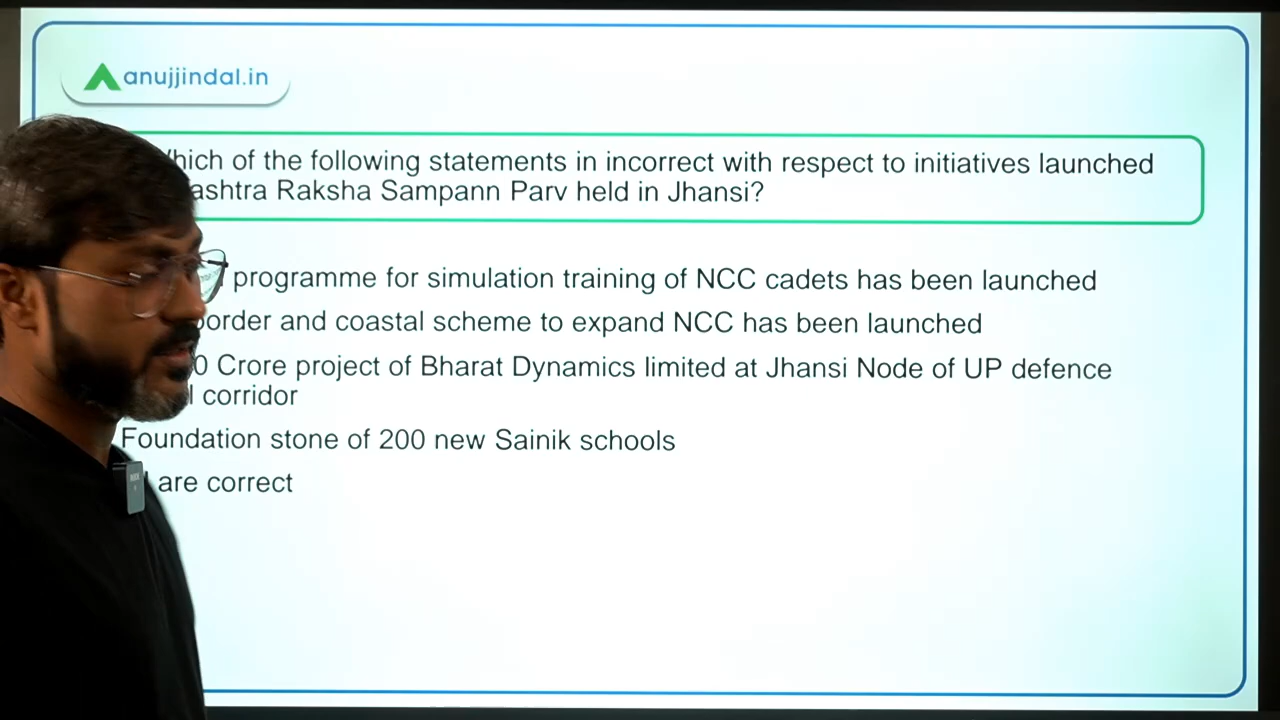 anujjindal.in
hich of the following statements in incorrect with respect to initiatives launched
ashtra Raksha Sampann Parv held in Jhansi?
programme for simulation training of NCC cadets has been launched
border and coastal scheme to expand NCC has been launched
0 Crore project of Bharat Dynamics limited at Jhansi Node of UP defence
l corridor
Foundation stone of 200 new Sainik schools
are correct